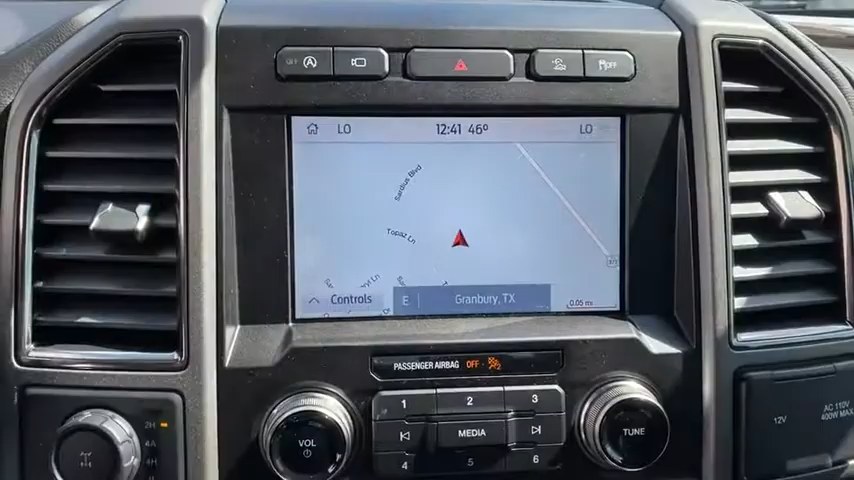 OFF A
OFF
LO 12:41 46° LO
Sardius Blvd
Topaz Ln
Controls E Granbury, TX 0.05 mi
PASSENGER AIRBAG OFF
1 2 3
VOL MEDIA TUNE
4 5 6
2H
4A
4H
12V
AC 110V
400W MAX